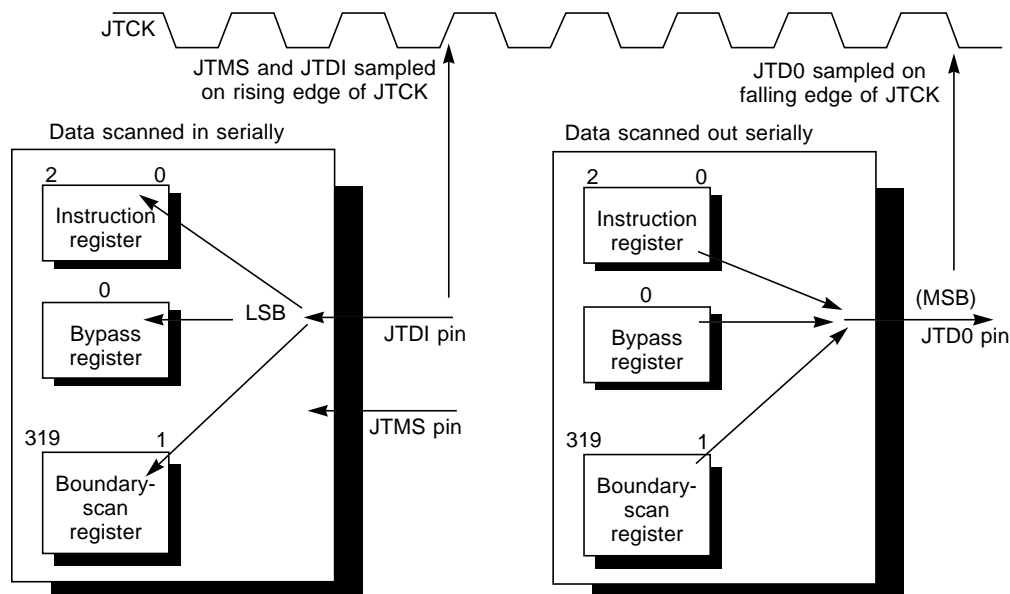 JTCK
JTMS and JTDI sampled
on rising edge of JTCK
JTD0 sampled on
falling edge of JTCK
Data scanned in serially
2 0
Instruction
register
0
Bypass
register
LSB
JTDI pin
JTMS pin
319 1
Boundary-
scan
register
Data scanned out serially
2 0
Instruction
register
0
Bypass
register
(MSB)
JTD0 pin
319 1
Boundary-
scan
register